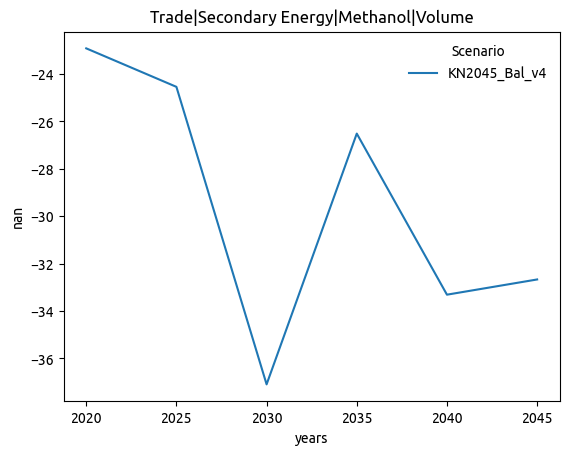 Trade|Secondary Energy|Methanol|Volume
Scenario
KN2045_Bal_v4
−24
−26
−28
−30
−32
−34
−36
nan
2020 2025 2030 2035 2040 2045
years